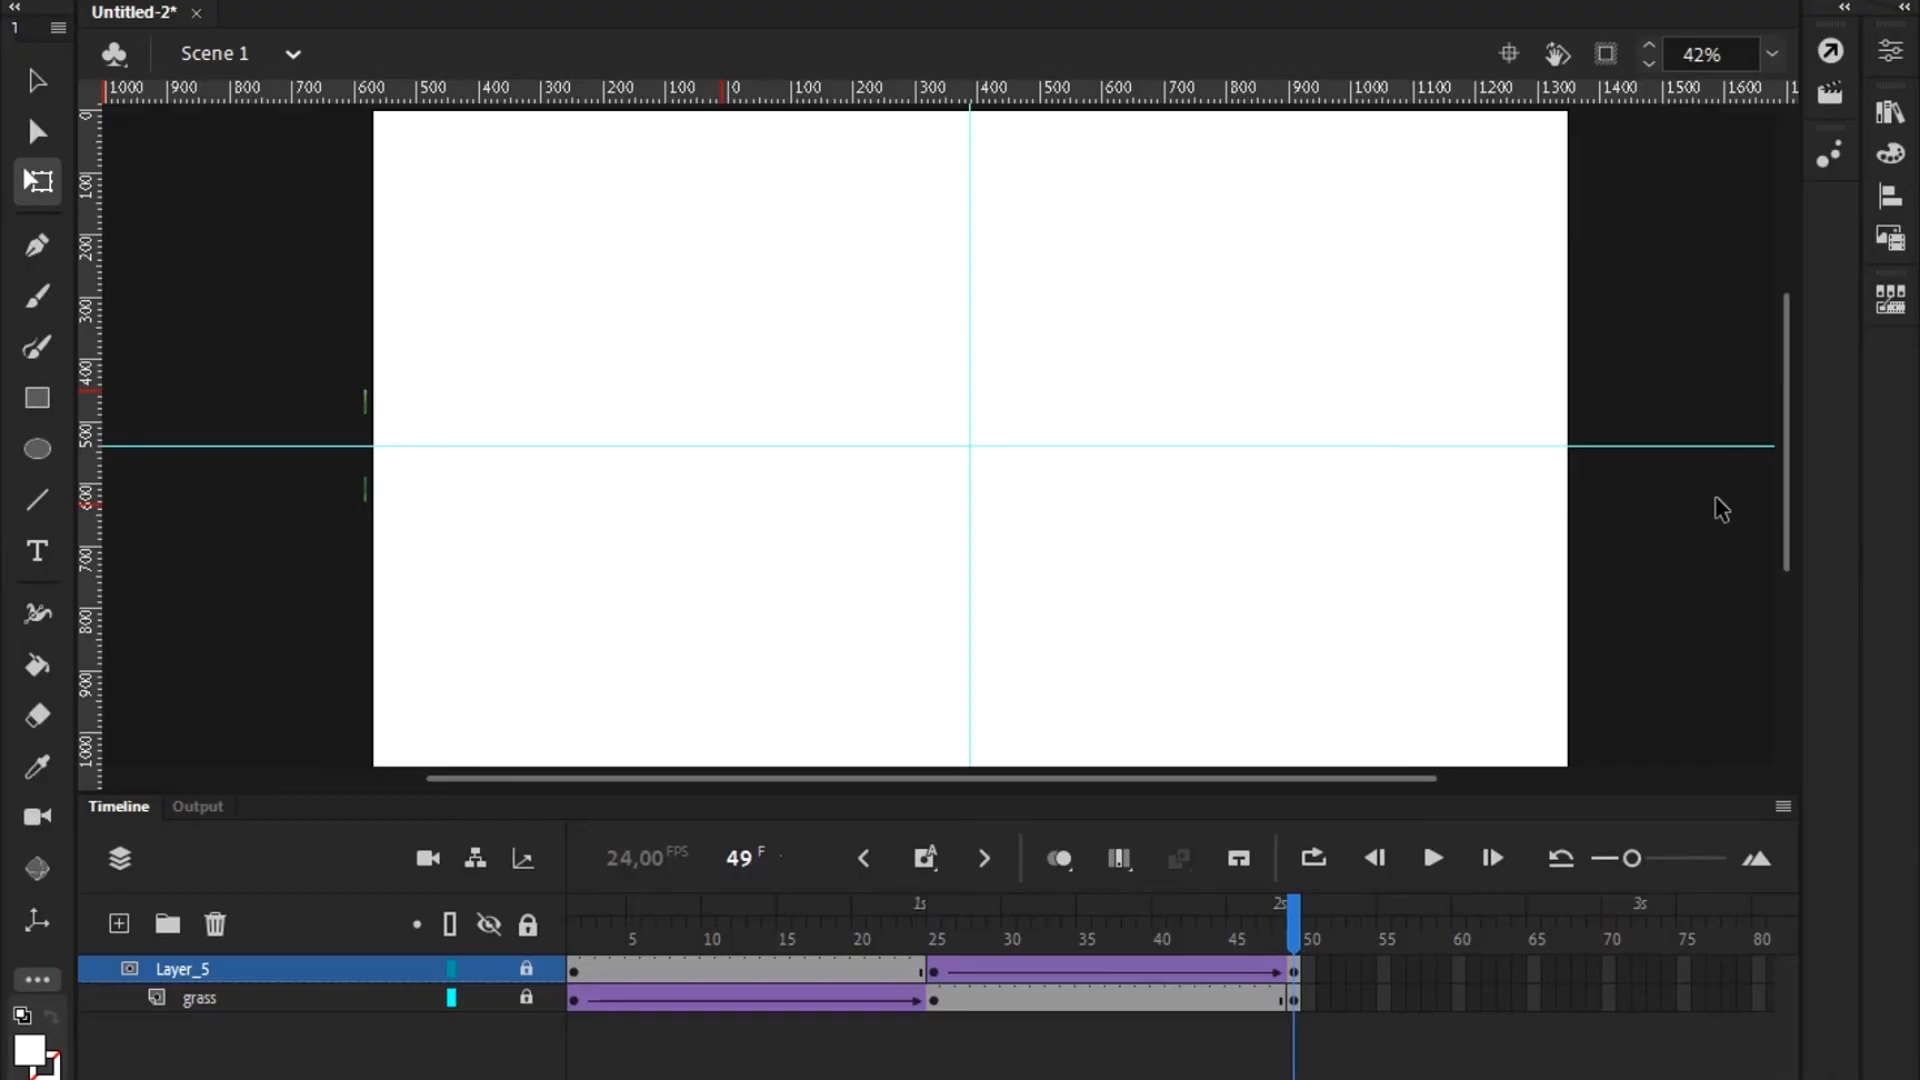 Untitled-2*
1
Scene 1
42%
1000 900 800 700 600 500 400 300 200 100 0 100 200 300 400 500 600 700 800 900 1000 1100 1200 1300 1400 1500 1600 1
0
100
200
300
400
500
600
700
800
900
1000
Timeline Output
24,00 FPS 49 F
1s 2s 3s
5 10 15 20 25 30 35 40 45 50 55 60 65 70 75 80
Layer_5
grass